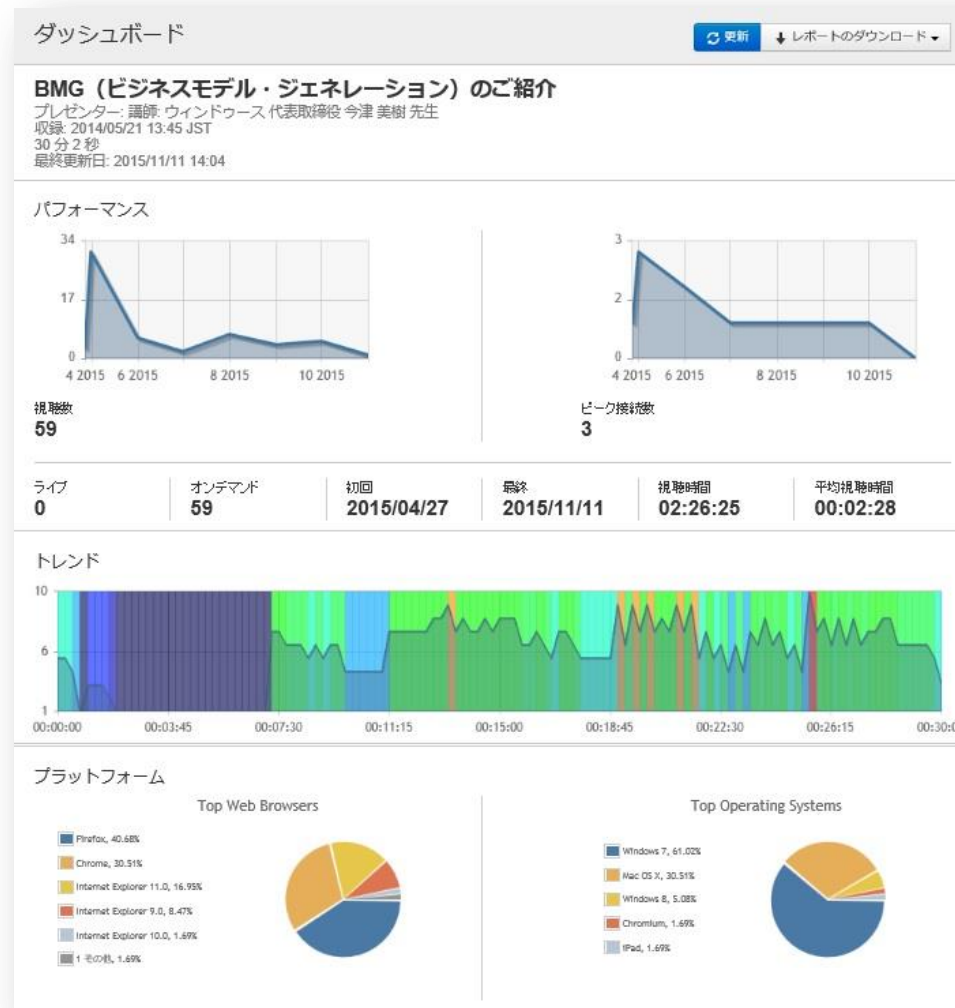 ダッシュボード
更新
レポートのダウンロード
BMG（ビジネスモデル・ジェネレーション）のご紹介
プレゼンター: 講師: ウィンドゥース 代表取締役 今津 美樹 先生
収録: 2014/05/21 13:45 JST
30 分 2 秒
最終更新日: 2015/11/11 14:04
パフォーマンス
34
17
0
4 2015 6 2015 8 2015 10 2015
視聴数
59
3
2
0
4 2015 6 2015 8 2015 10 2015
ピーク接続数
3
ライブ
0
オンデマンド
59
初回
2015/04/27
最終
2015/11/11
視聴時間
02:26:25
平均視聴時間
00:02:28
トレンド
10
6
1
00:00:00 00:03:45 00:07:30 00:11:15 00:15:00 00:18:45 00:22:30 00:26:15 00:30:0
プラットフォーム
Top Web Browsers
Firefox, 40.68%
Chrome, 30.51%
Internet Explorer 11.0, 16.95%
Internet Explorer 9.0, 8.47%
Internet Explorer 10.0, 1.69%
1 その他, 1.69%
Top Operating Systems
Windows 7, 61.02%
Mac OS X, 30.51%
Windows 8, 5.08%
Chromium, 1.69%
iPad, 1.69%